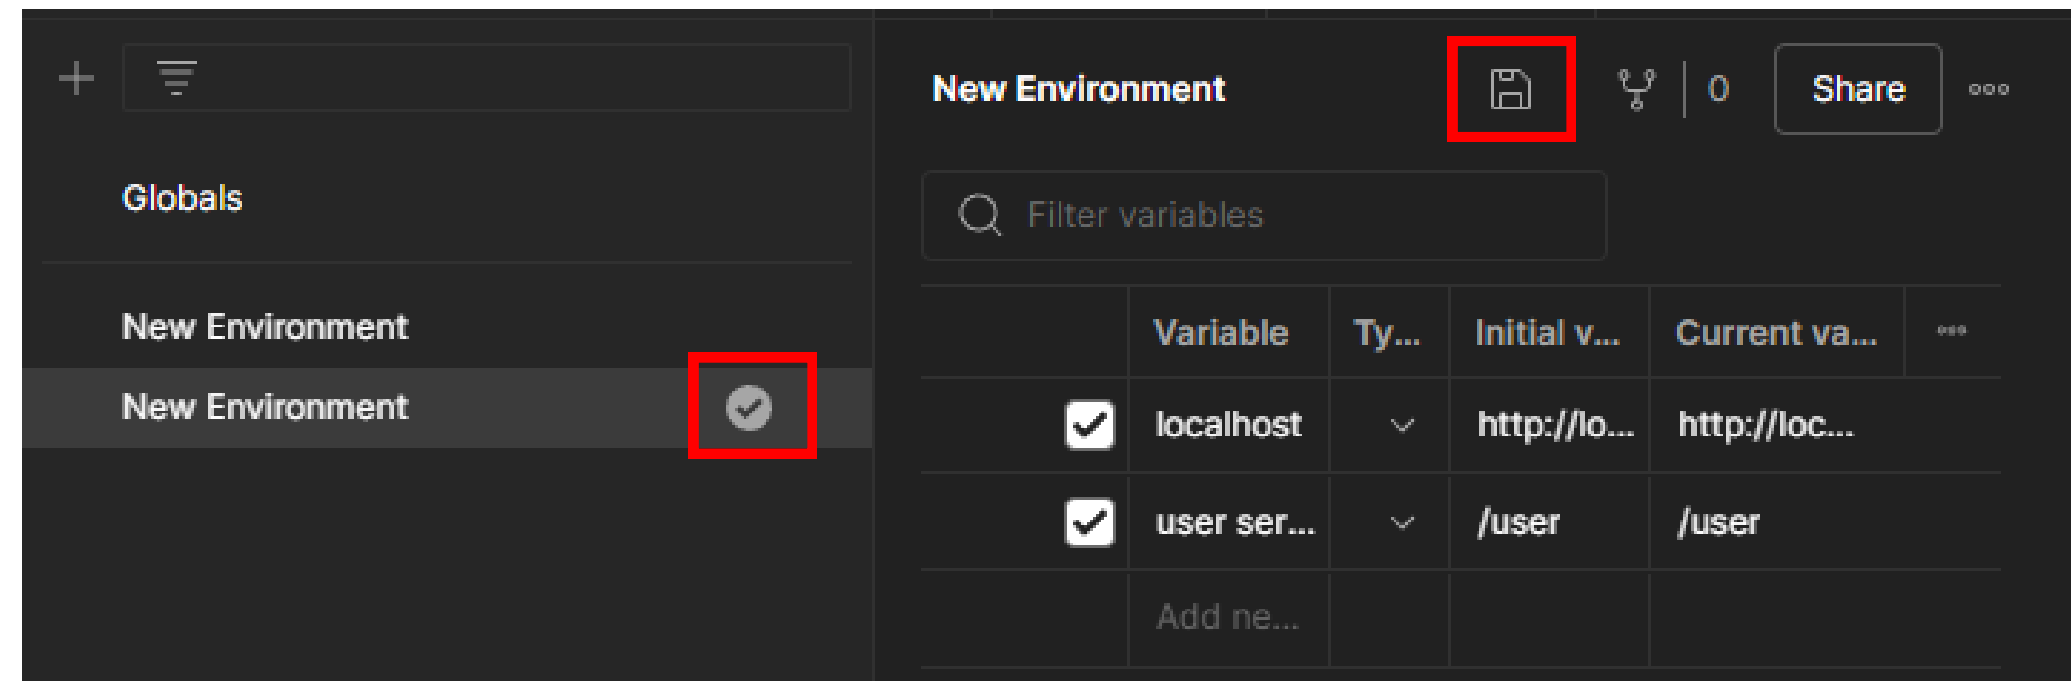 New Environment
0
Share
Globals
Filter variables
New Environment
New Environment
Variable Ty... Initial v... Current va...
localhost http://lo... http://loc...
user ser... /user /user
Add ne...